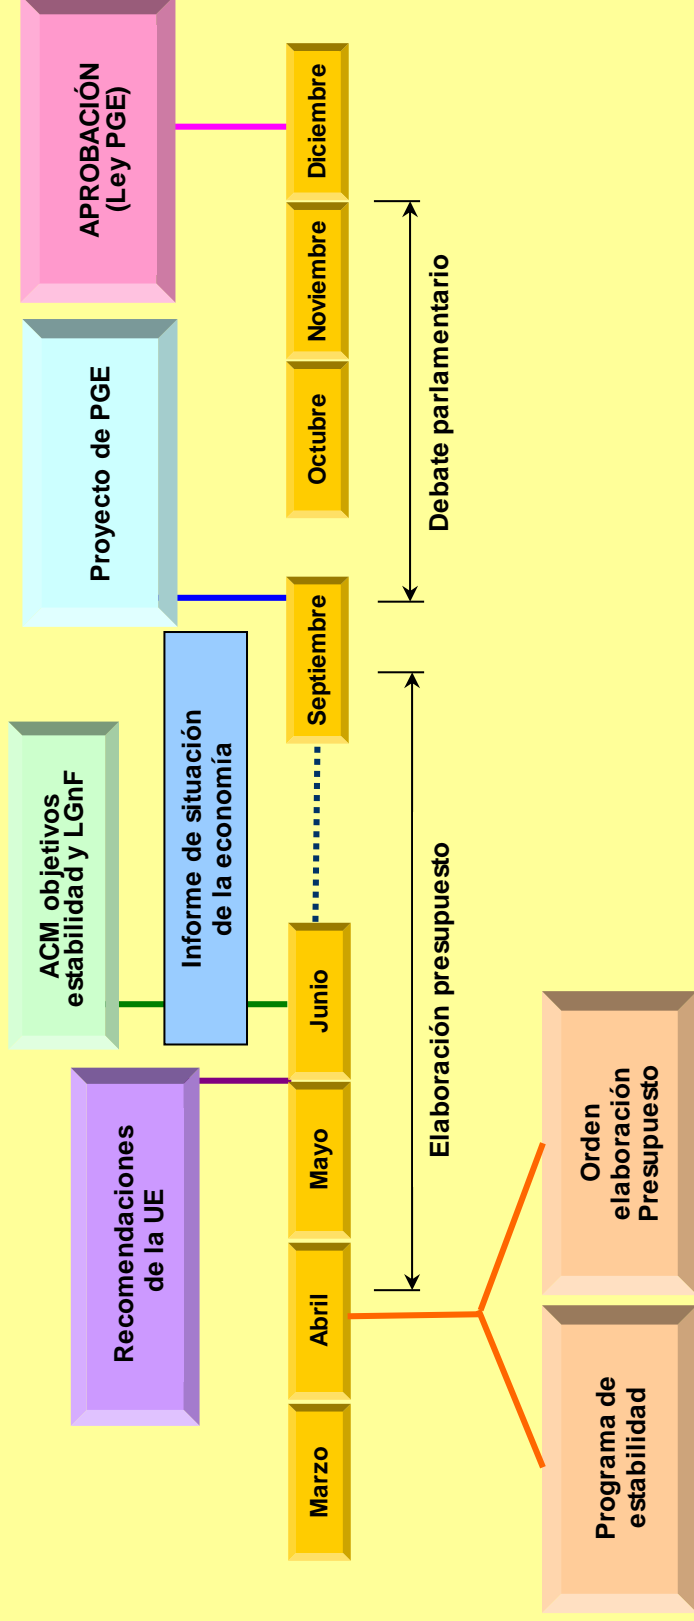 Recomendaciones
de la UE
ACM objetivos
estabilidad y LGnF
Informe de situación
de la economía
Proyecto de PGE
APROBACIÓN
(Ley PGE)
Marzo
Abril
Mayo
Junio
Septiembre
Octubre
Noviembre
Diciembre
Elaboración presupuesto
Debate parlamentario
Programa de
estabilidad
Orden
elaboración
Presupuesto